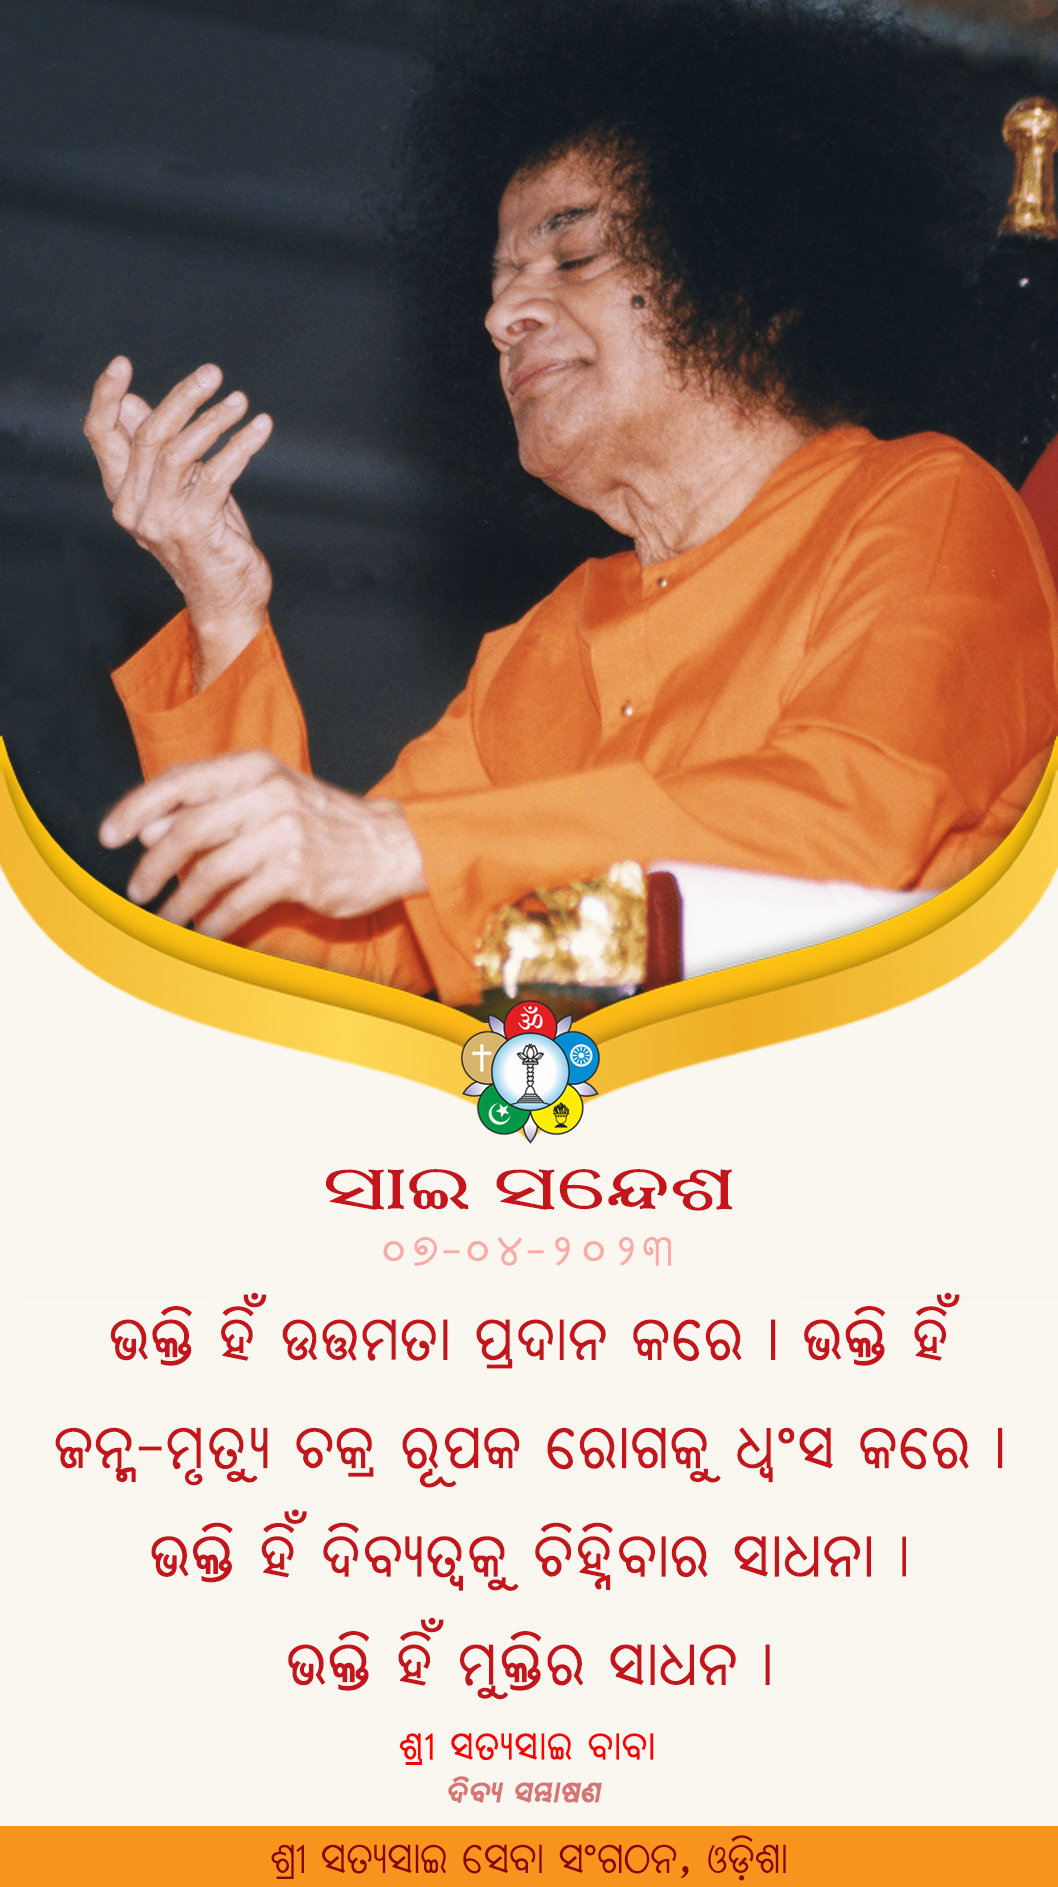 ॐ
ସାଇ ସନ୍ଦେଶ
୦୭-୦୪-୨୦୨୩
ଭକ୍ତି ହିଁ ଉତ୍ତମତା ପ୍ରଦାନ କରେ । ଭକ୍ତି ହିଁ
ଜନ୍ମ-ମୃତ୍ୟୁ ଚକ୍ର ରୂପକ ରୋଗକୁ ଧ୍ୱଂସ କରେ ।
ଭକ୍ତି ହିଁ ଦିବ୍ୟତ୍ୱକୁ ଚିହ୍ନିବାର ସାଧନା ।
ଭକ୍ତି ହିଁ ମୁକ୍ତିର ସାଧନ ।
ଶ୍ରୀ ସତ୍ୟସାଇ ବାବା
ଦିବ୍ୟ ସମ୍ଭାଷଣ
ଶ୍ରୀ ସତ୍ୟସାଇ ସେବା ସଂଗଠନ, ଓଡ଼ିଶା